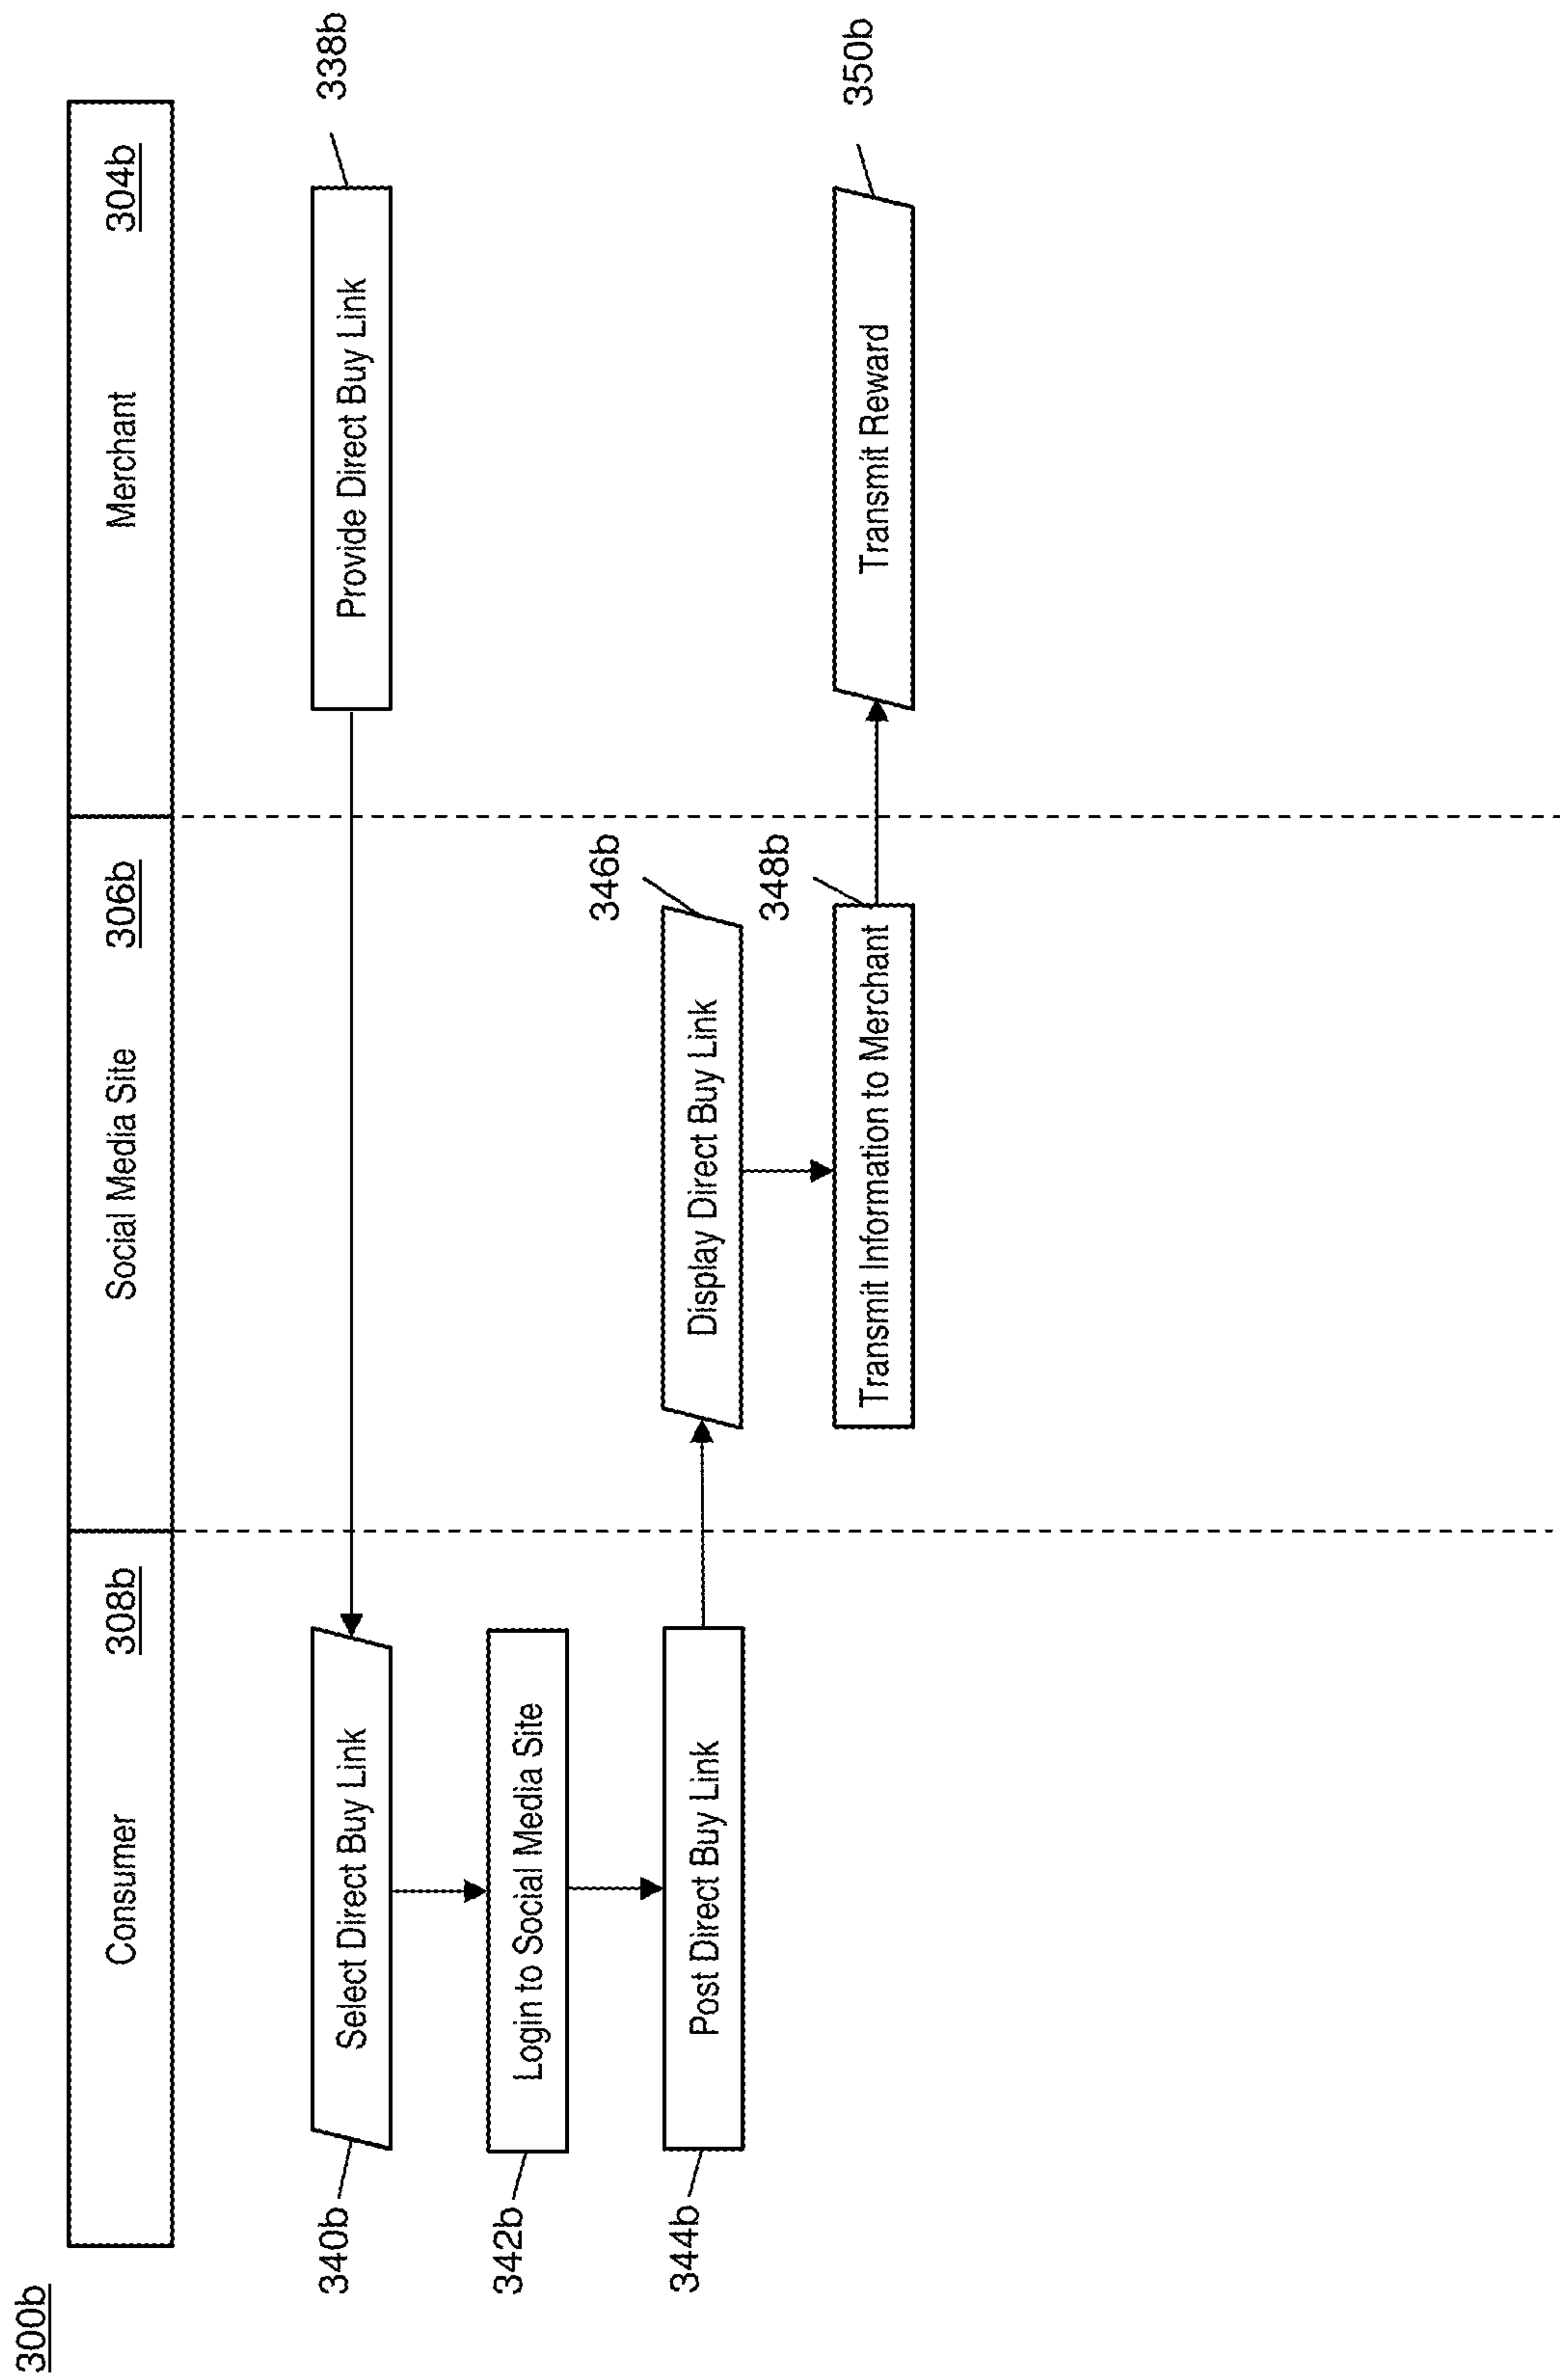 300b
Consumer
308b
Social Media Site
306b
Merchant
304b
340b
Select Direct Buy Link
Provide Direct Buy Link
338b
342b
Login to Social Media Site
344b
Post Direct Buy Link
Display Direct Buy Link
346b
Transmit Information to Merchant
348b
Transmit Reward
350b